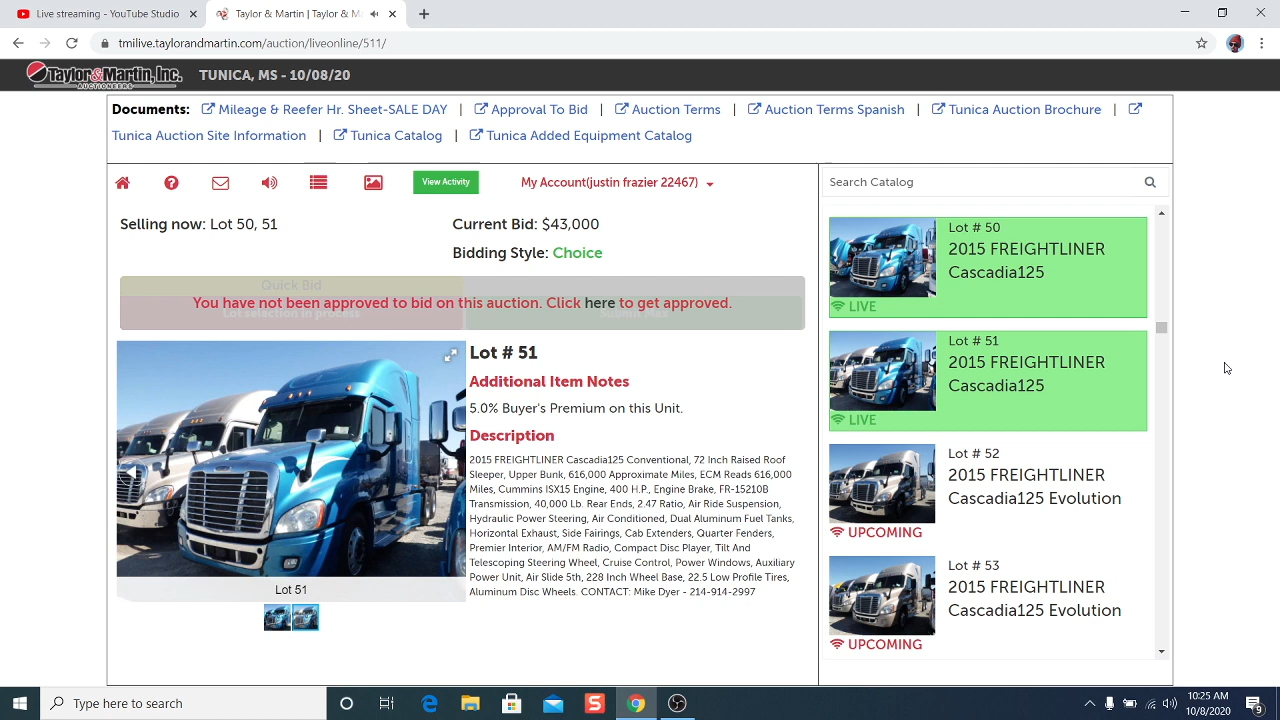 Live streaming - YouTube Studio
Taylor & Martin | Taylor & M
tmilive.taylorandmartin.com/auction/liveonline/511/
Taylor & Martin, Inc. AUCTIONEERS
TUNICA, MS - 10/08/20
Documents: Mileage & Reefer Hr. Sheet-SALE DAY | Approval To Bid | Auction Terms | Auction Terms Spanish | Tunica Auction Brochure |
Tunica Auction Site Information | Tunica Catalog | Tunica Added Equipment Catalog
View Activity
My Account(justin frazier 22467)
Selling now: Lot 50, 51
Current Bid: $43,000
Bidding Style: Choice
Quick Bid
You have not been approved to bid on this auction. Click here to get approved.
Lot selection in process
Submit Max
Lot 51
Lot # 51
Additional Item Notes
5.0% Buyer's Premium on this Unit.
Description
2015 FREIGHTLINER Cascadia125 Conventional, 72 Inch Raised Roof
Sleeper, Upper Bunk, 616,000 Approximate Miles, ECM Reads 616,000
Miles, Cummins ISX15 Engine, 400 H.P., Engine Brake, FR-15210B
Transmission, 40,000 Lb. Rear Ends, 2.47 Ratio, Air Ride Suspension,
Hydraulic Power Steering, Air Conditioned, Dual Aluminum Fuel Tanks,
Horizontal Exhaust, Side Fairings, Cab Extenders, Quarter Fenders,
Premier Interior, AM/FM Radio, Compact Disc Player, Tilt And
Telescoping Steering Wheel, Cruise Control, Power Windows, Auxiliary
Power Unit, Air Slide 5th, 228 Inch Wheel Base, 22.5 Low Profile Tires,
Aluminum Disc Wheels. CONTACT: Mike Dyer - 214-914-2997
Search Catalog
Lot # 50
2015 FREIGHTLINER
Cascadia125
LIVE
Lot # 51
2015 FREIGHTLINER
Cascadia125
LIVE
Lot # 52
2015 FREIGHTLINER
Cascadia125 Evolution
UPCOMING
Lot # 53
2015 FREIGHTLINER
Cascadia125 Evolution
UPCOMING
Type here to search
10:25 AM
10/8/2020
9